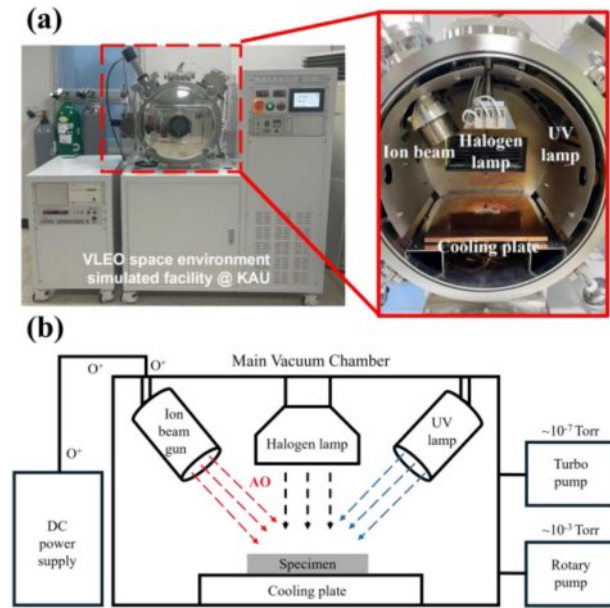 (a)
VLEO space environment
simulated facility @ KAU
Ion beam
Halogen
lamp
UV
lamp
Cooling plate
(b)
Main Vacuum Chamber
O⁺
O⁺
O⁺
Ion
beam
gun
Halogen lamp
UV
lamp
AO
DC
power
supply
Specimen
Cooling plate
~10⁻⁷ Torr
Turbo
pump
~10⁻³ Torr
Rotary
pump